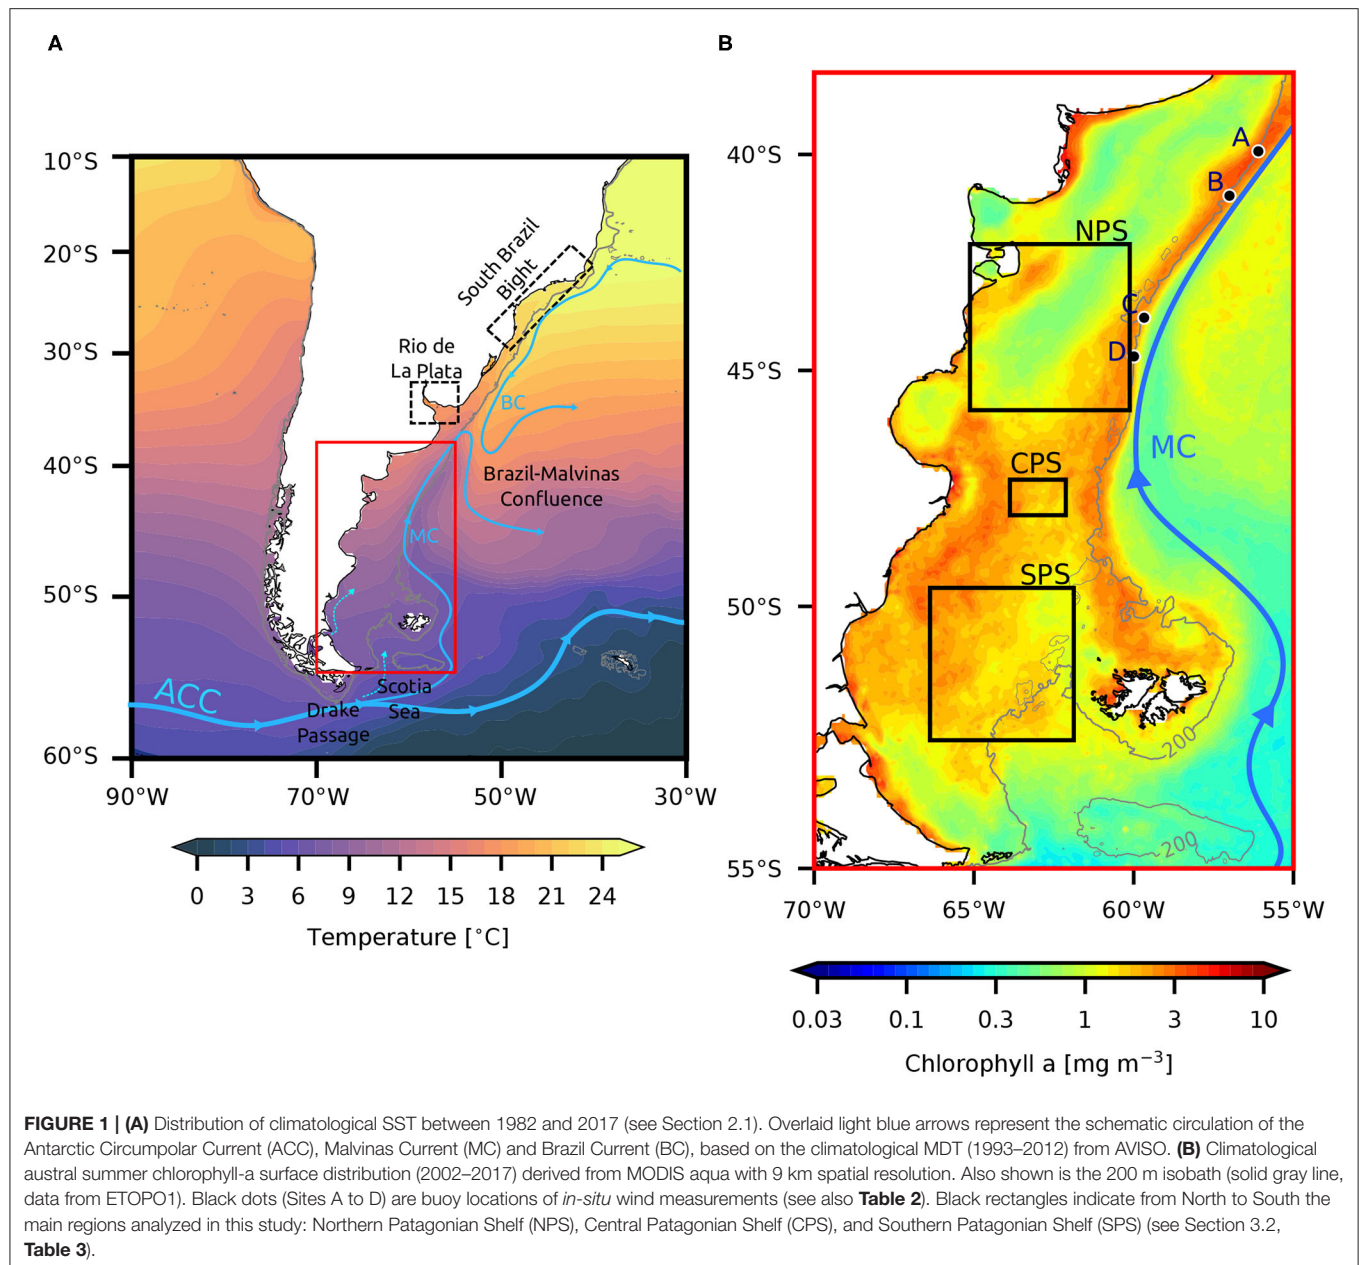 A
10°S
20°S
30°S
40°S
50°S
60°S
90°W
70°W
50°W
30°W
South Brazil
Bight
Rio de
La Plata
BC
Brazil-Malvinas
Confluence
MC
ACC
Scotia
Sea
Drake
Passage
0 3 6 9 12 15 18 21 24
Temperature [°C]
B
40°S
45°S
50°S
55°S
70°W
65°W
60°W
55°W
A
B
NPS
C
D
MC
CPS
SPS
200
200
0.03 0.1 0.3 1 3 10
Chlorophyll a [mg m⁻³]
FIGURE 1 | (A) Distribution of climatological SST between 1982 and 2017 (see Section 2.1). Overlaid light blue arrows represent the schematic circulation of the
Antarctic Circumpolar Current (ACC), Malvinas Current (MC) and Brazil Current (BC), based on the climatological MDT (1993–2012) from AVISO. (B) Climatological
austral summer chlorophyll-a surface distribution (2002–2017) derived from MODIS aqua with 9 km spatial resolution. Also shown is the 200 m isobath (solid gray line,
data from ETOPO1). Black dots (Sites A to D) are buoy locations of in-situ wind measurements (see also Table 2). Black rectangles indicate from North to South the
main regions analyzed in this study: Northern Patagonian Shelf (NPS), Central Patagonian Shelf (CPS), and Southern Patagonian Shelf (SPS) (see Section 3.2,
Table 3).